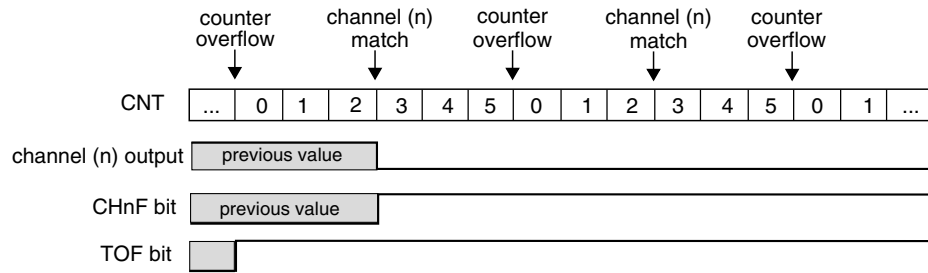 counter
overflow
channel (n)
match
counter
overflow
channel (n)
match
counter
overflow
CNT ... 0 1 2 3 4 5 0 1 2 3 4 5 0 1 ...
channel (n) output previous value
CHnF bit previous value
TOF bit